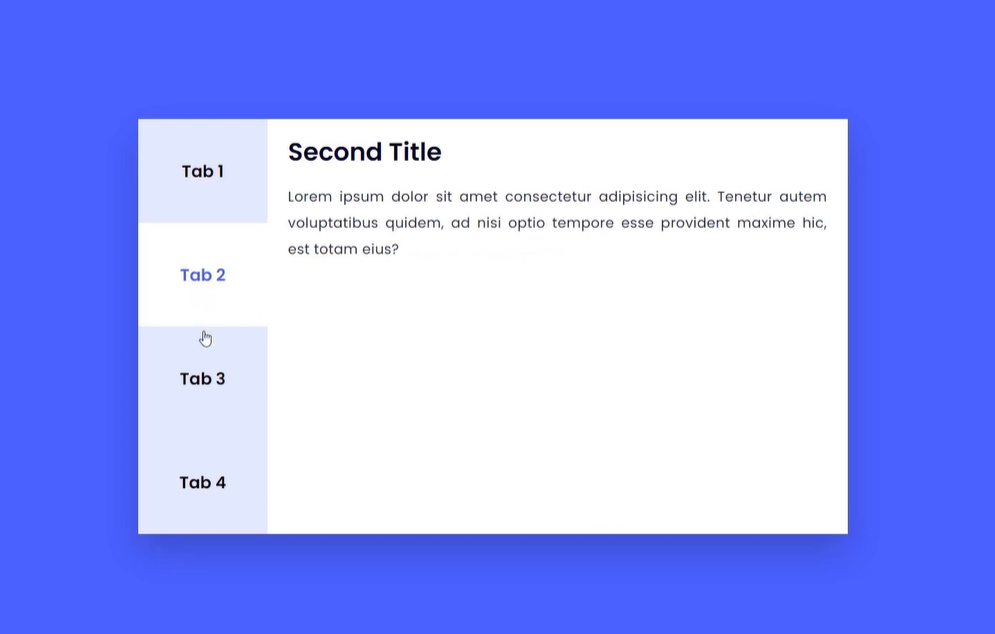 Tab 1
Tab 2
Tab 3
Tab 4
Second Title
Lorem ipsum dolor sit amet consectetur adipisicing elit. Tenetur autem
voluptatibus quidem, ad nisi optio tempore esse provident maxime hic,
est totam eius?